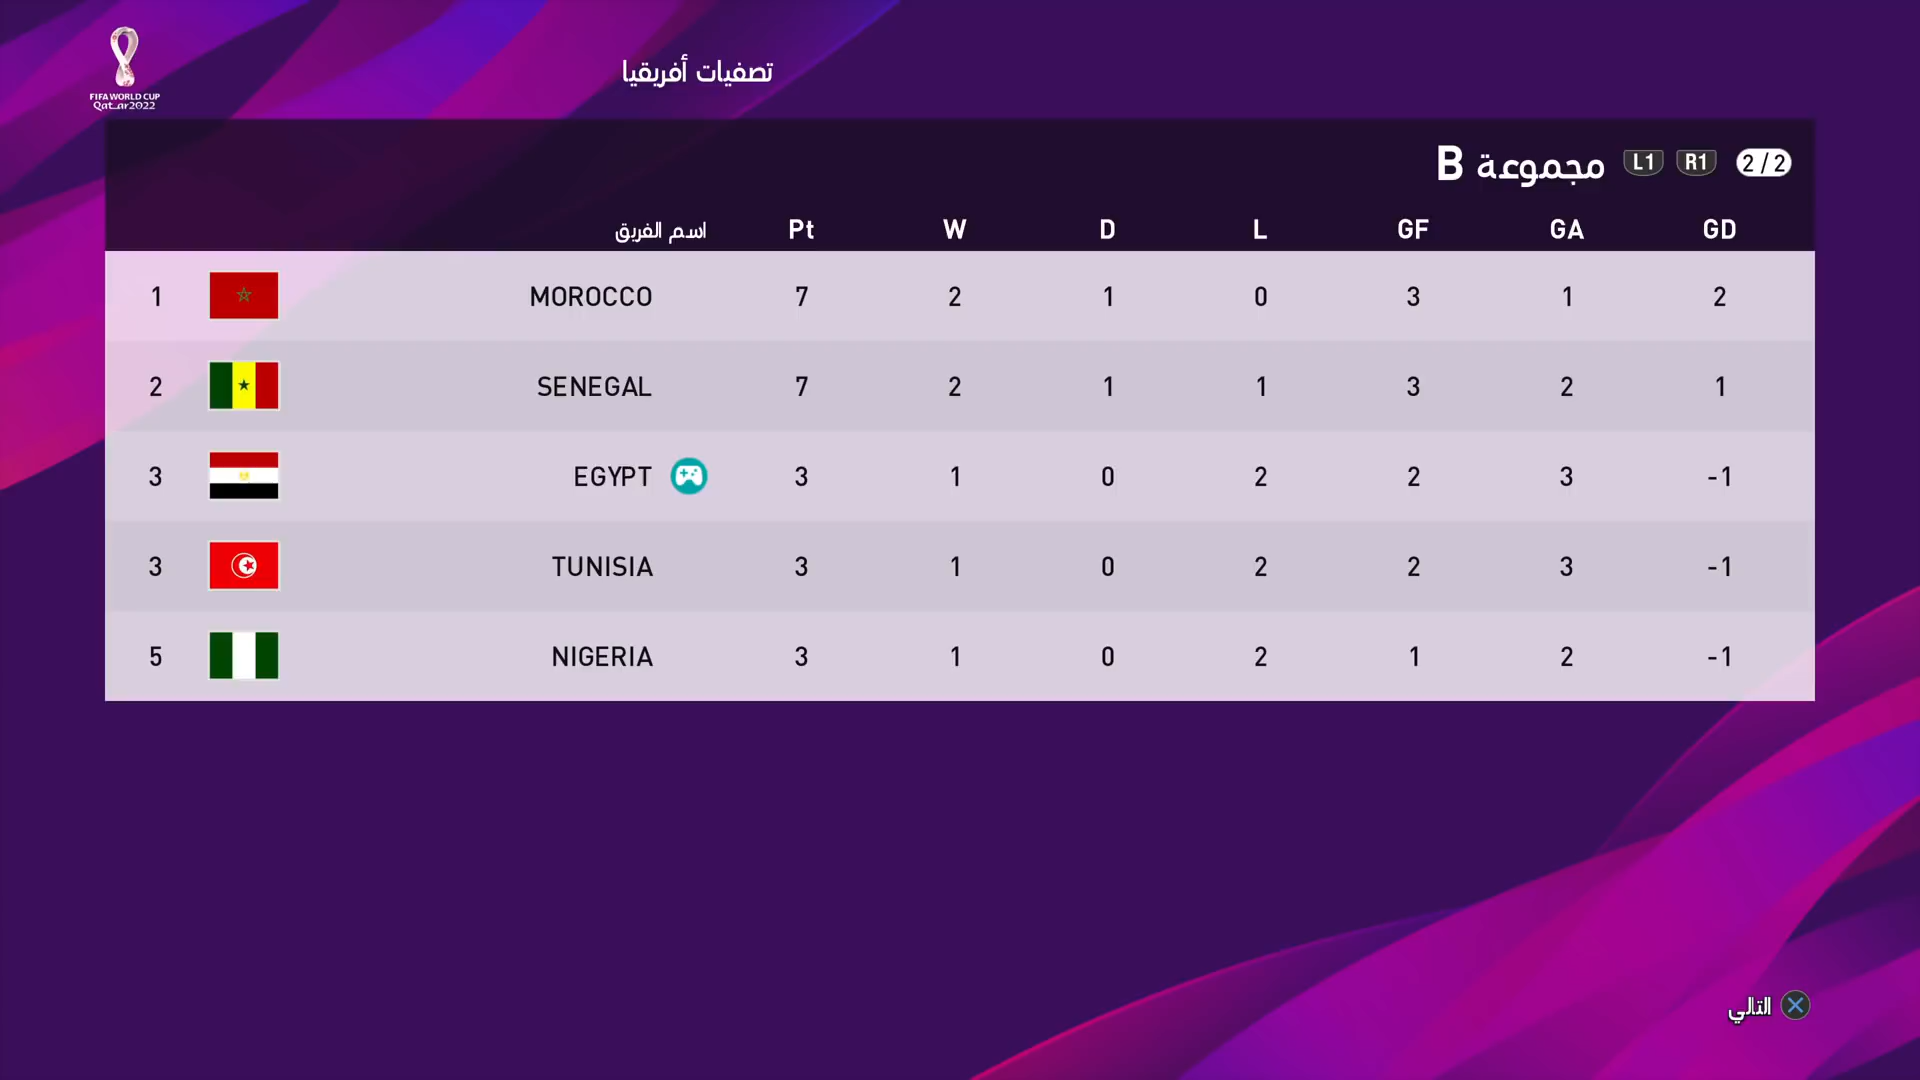 FIFA WORLD CUP
Qatar2022
تصفيات أفريقيا
مجموعة B L1 R1 2/2
اسم الفريق Pt W D L GF GA GD
1 MOROCCO 7 2 1 0 3 1 2
2 SENEGAL 7 2 1 1 3 2 1
3 EGYPT 3 1 0 2 2 3 -1
3 TUNISIA 3 1 0 2 2 3 -1
5 NIGERIA 3 1 0 2 1 2 -1
التالي